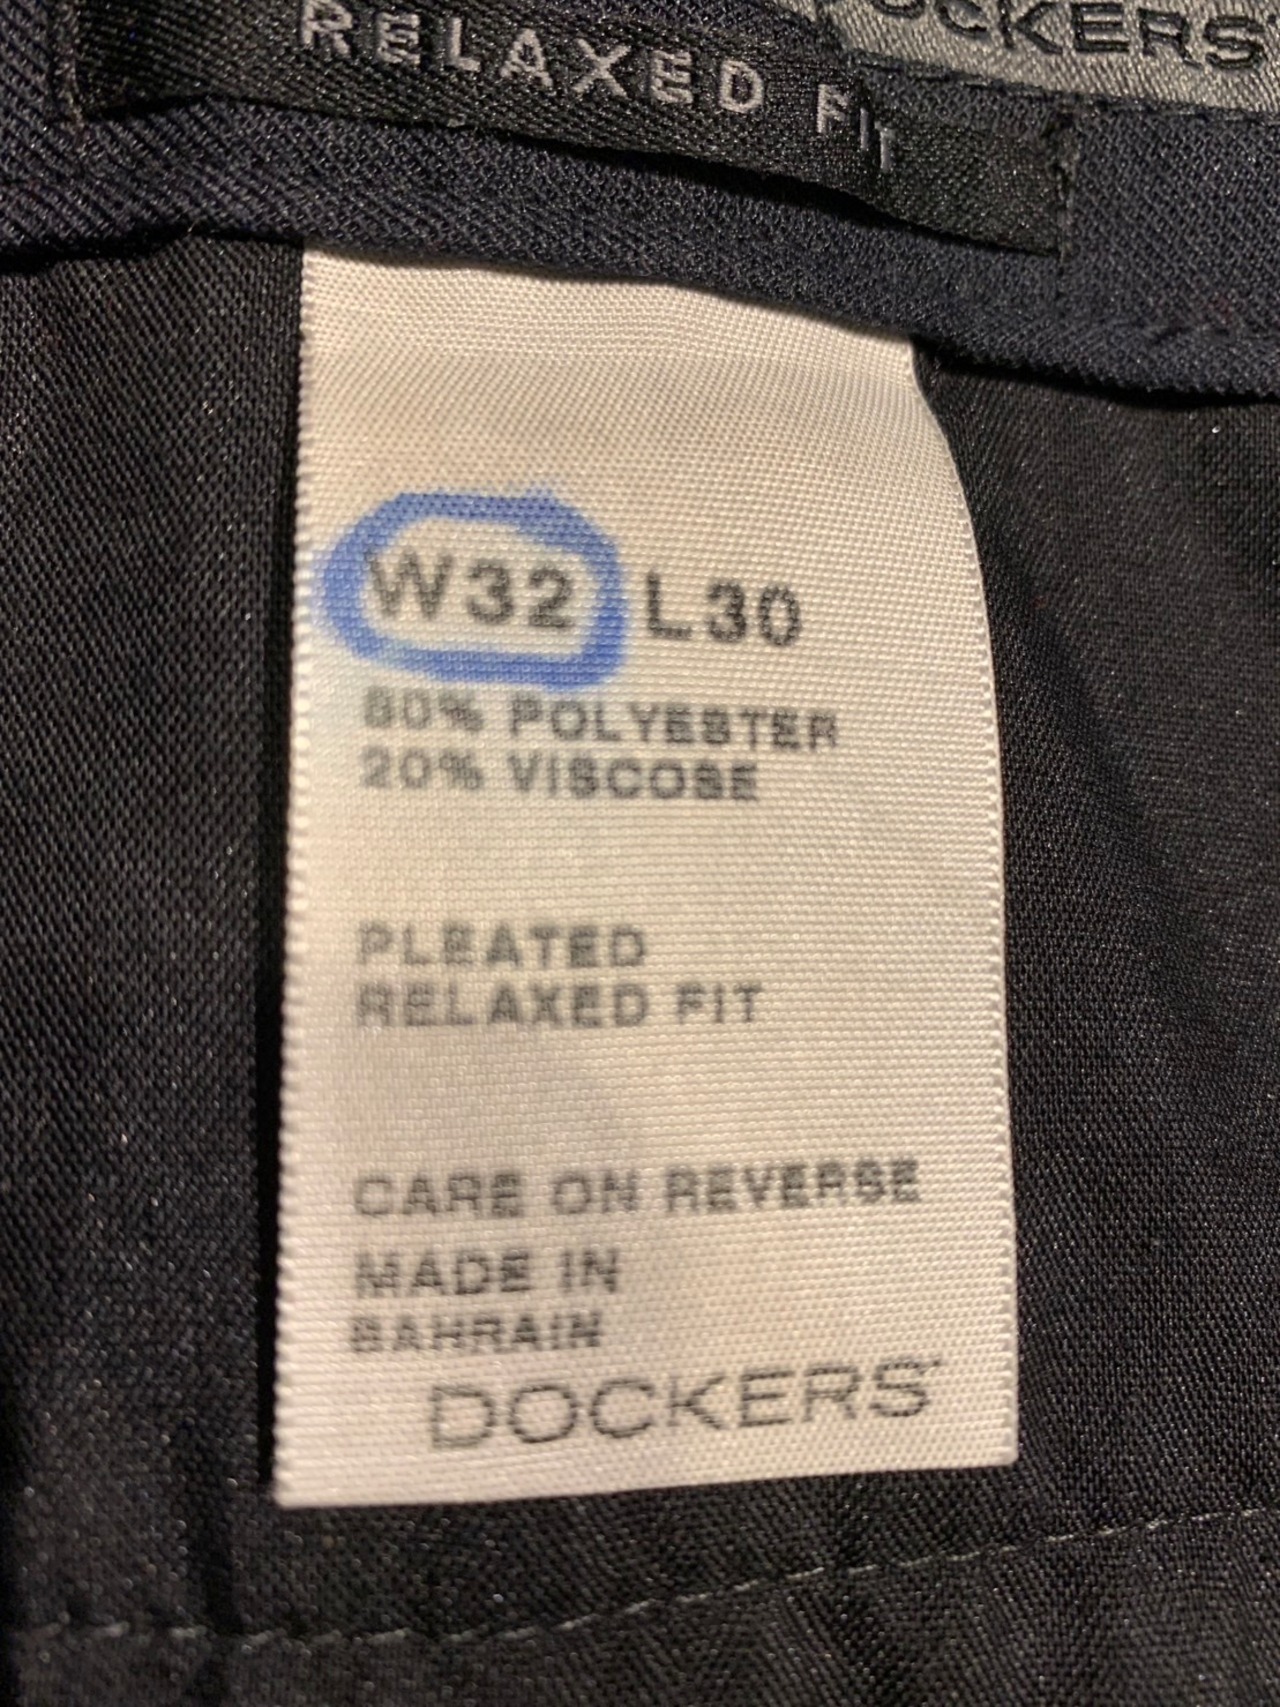 RELAXED FIT
DOCKERS
W32 L30
80% POLYESTER
20% VISCOSE
PLEATED
RELAXED FIT
CARE ON REVERSE
MADE IN
BAHRAIN
DOCKERS